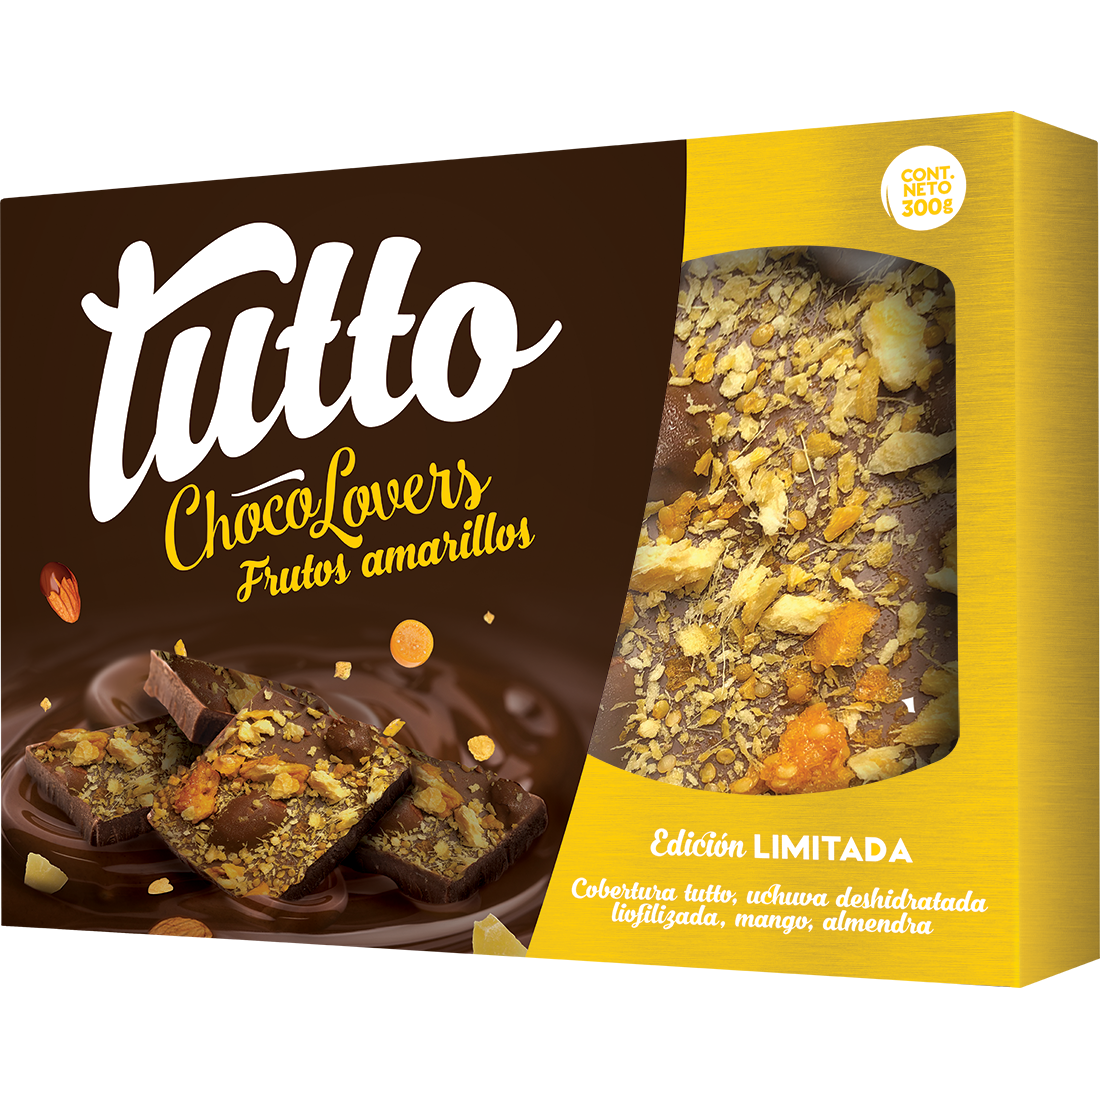 tutto
ChocoLovers
Frutos amarillos
CONT.
NETO
300g
Edición LIMITADA
Cobertura tutto, uchuva deshidratada
liofilizada, mango, almendra